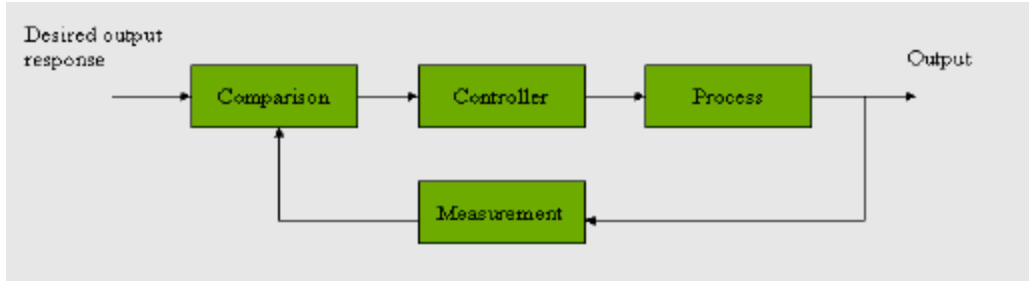 Desired output
response
Comparison
Controller
Process
Output
Measurement